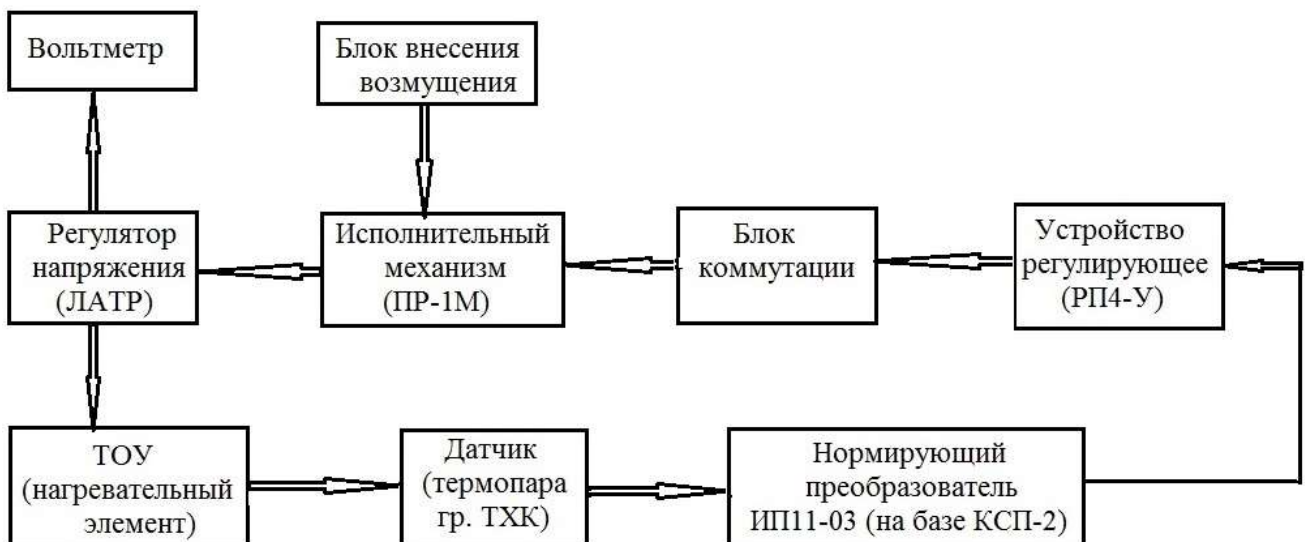 Вольтметр
Блок внесения
возмущения
Регулятор
напряжения
(ЛАТР)
Исполнительный
механизм
(ПР-1М)
Блок
коммутации
Устройство
регулирующее
(РП4-У)
ТОУ
(нагревательный
элемент)
Датчик
(термопара
гр. ТХК)
Нормирующий
преобразователь
ИП11-03 (на базе КСП-2)